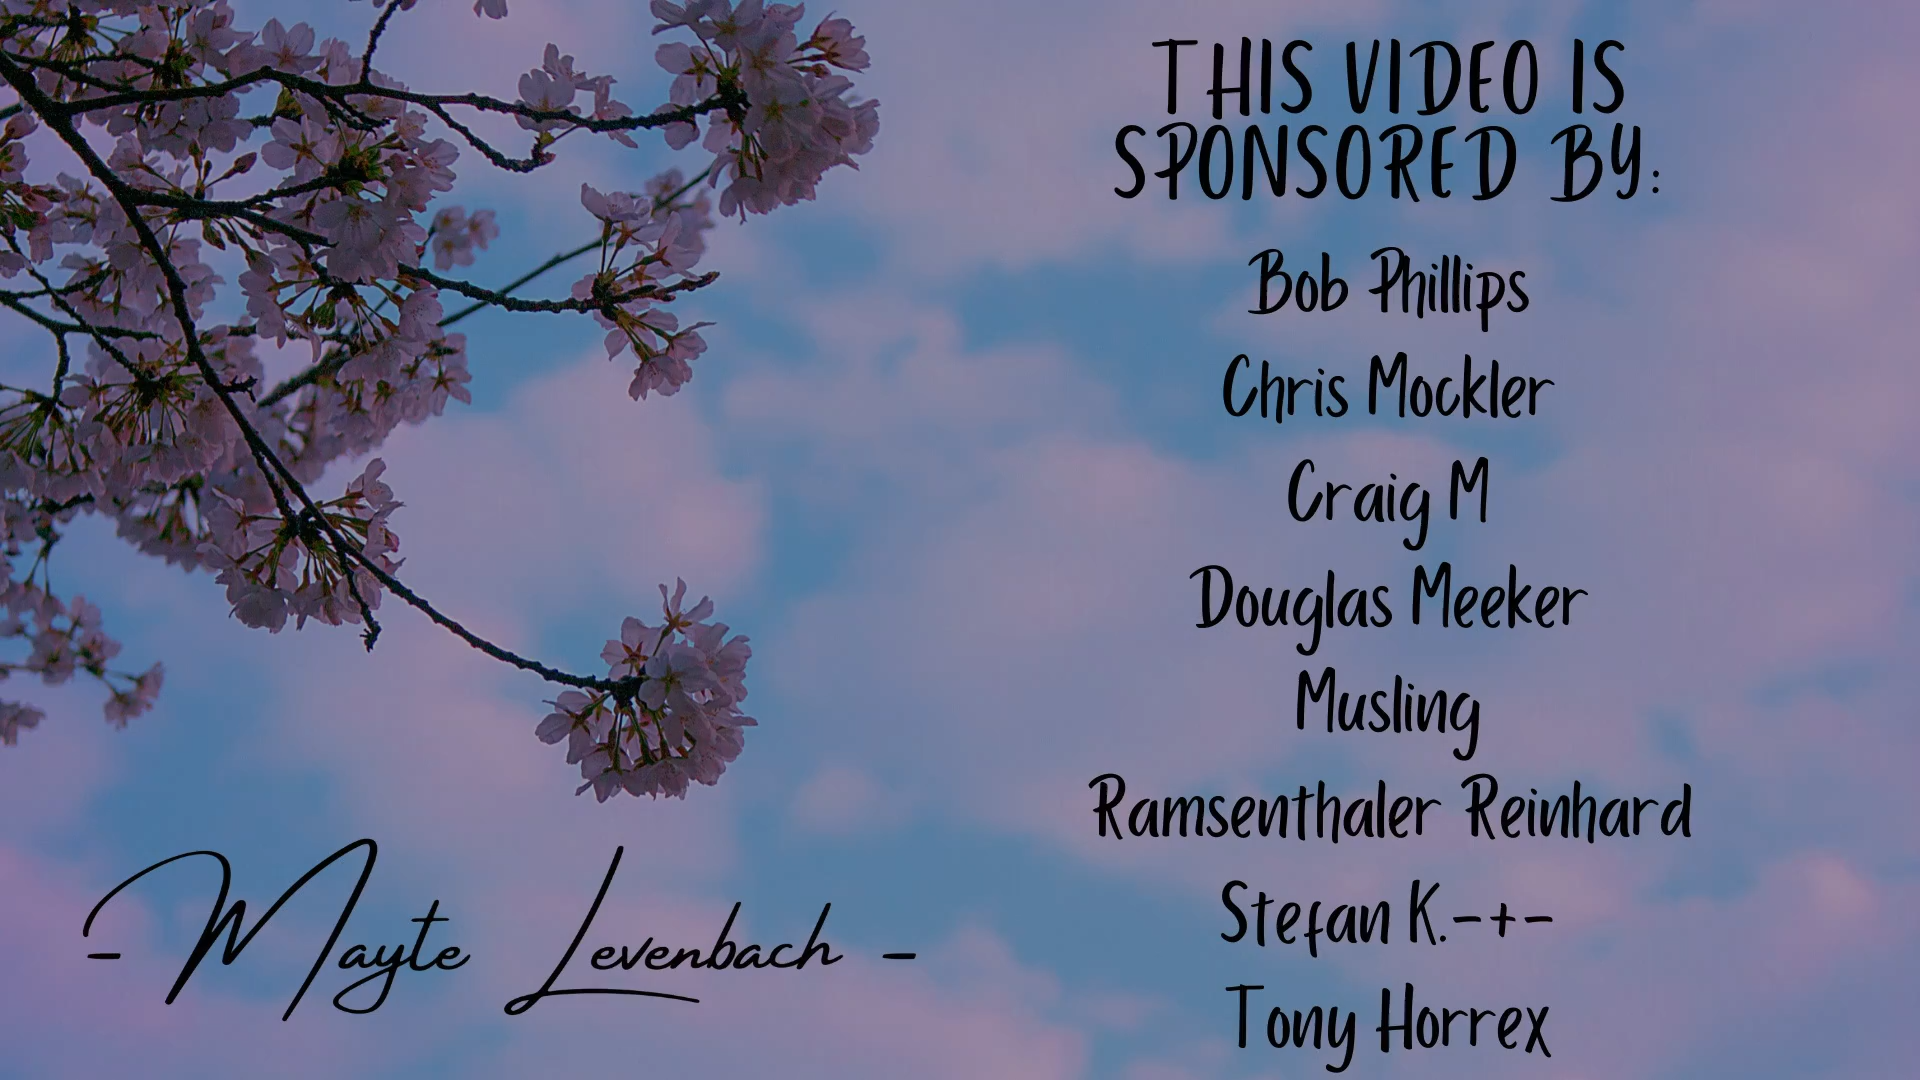 THIS VIDEO IS
SPONSORED BY:
Bob Phillips
Chris Mockler
Craig M
Douglas Meeker
Musling
Ramsenthaler Reinhard
Stefan K.-+-
Tony Horrex
- Mayte Levenbach -